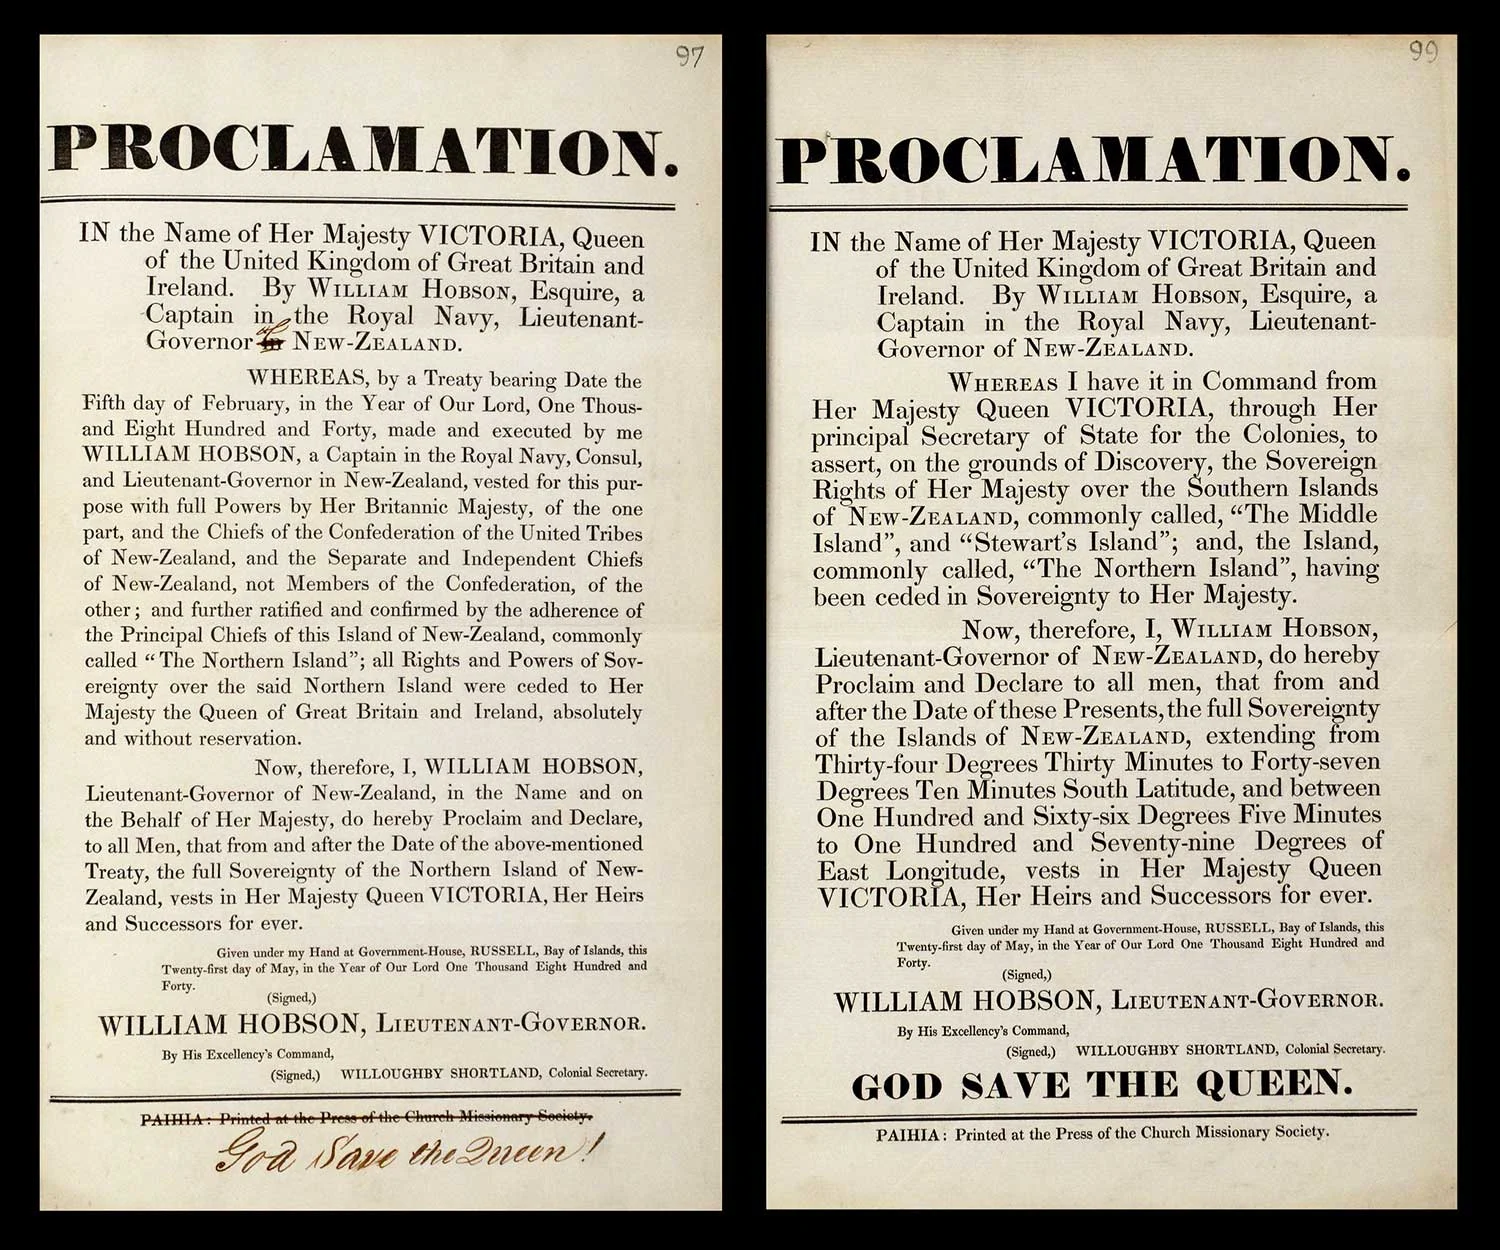 97
PROCLAMATION.
IN the Name of Her Majesty VICTORIA, Queen
of the United Kingdom of Great Britain and
Ireland. By WILLIAM HOBSON, Esquire, a
Captain in the Royal Navy, Lieutenant-
of
Governor in NEW-ZEALAND.
WHEREAS, by a Treaty bearing Date the
Fifth day of February, in the Year of Our Lord, One Thous-
and Eight Hundred and Forty, made and executed by me
WILLIAM HOBSON, a Captain in the Royal Navy, Consul,
and Lieutenant-Governor in New-Zealand, vested for this pur-
pose with full Powers by Her Britannic Majesty, of the one
part, and the Chiefs of the Confederation of the United Tribes
of New-Zealand, and the Separate and Independent Chiefs
of New-Zealand, not Members of the Confederation, of the
other; and further ratified and confirmed by the adherence of
the Principal Chiefs of this Island of New-Zealand, commonly
called "The Northern Island"; all Rights and Powers of Sov-
ereignty over the said Northern Island were ceded to Her
Majesty the Queen of Great Britain and Ireland, absolutely
and without reservation.
Now, therefore, I, WILLIAM HOBSON,
Lieutenant-Governor of New-Zealand, in the Name and on
the Behalf of Her Majesty, do hereby Proclaim and Declare,
to all Men, that from and after the Date of the above-mentioned
Treaty, the full Sovereignty of the Northern Island of New-
Zealand, vests in Her Majesty Queen VICTORIA, Her Heirs
and Successors for ever.
Given under my Hand at Government-House, RUSSELL, Bay of Islands, this
Twenty-first day of May, in the Year of Our Lord One Thousand Eight Hundred and
Forty.
(Signed,)
WILLIAM HOBSON, LIEUTENANT-GOVERNOR.
By His Excellency's Command,
(Signed,) WILLOUGHBY SHORTLAND, Colonial Secretary.
PAIHIA: Printed at the Press of the Church Missionary Society.
God Save the Queen!
99
PROCLAMATION.
IN the Name of Her Majesty VICTORIA, Queen
of the United Kingdom of Great Britain and
Ireland. By WILLIAM HOBSON, Esquire, a
Captain in the Royal Navy, Lieutenant-
Governor of NEW-ZEALAND.
WHEREAS I have it in Command from
Her Majesty Queen VICTORIA, through Her
principal Secretary of State for the Colonies, to
assert, on the grounds of Discovery, the Sovereign
Rights of Her Majesty over the Southern Islands
of NEW-ZEALAND, commonly called, "The Middle
Island", and "Stewart's Island"; and, the Island,
commonly called, "The Northern Island", having
been ceded in Sovereignty to Her Majesty.
Now, therefore, I, WILLIAM HOBSON,
Lieutenant-Governor of NEW-ZEALAND, do hereby
Proclaim and Declare to all men, that from and
after the Date of these Presents, the full Sovereignty
of the Islands of NEW-ZEALAND, extending from
Thirty-four Degrees Thirty Minutes to Forty-seven
Degrees Ten Minutes South Latitude, and between
One Hundred and Sixty-six Degrees Five Minutes
to One Hundred and Seventy-nine Degrees of
East Longitude, vests in Her Majesty Queen
VICTORIA, Her Heirs and Successors for ever.
Given under my Hand at Government-House, RUSSELL, Bay of Islands, this
Twenty-first day of May, in the Year of Our Lord One Thousand Eight Hundred and
Forty.
(Signed,)
WILLIAM HOBSON, LIEUTENANT-GOVERNOR.
By His Excellency's Command,
(Signed,) WILLOUGHBY SHORTLAND, Colonial Secretary.
GOD SAVE THE QUEEN.
PAIHIA: Printed at the Press of the Church Missionary Society.